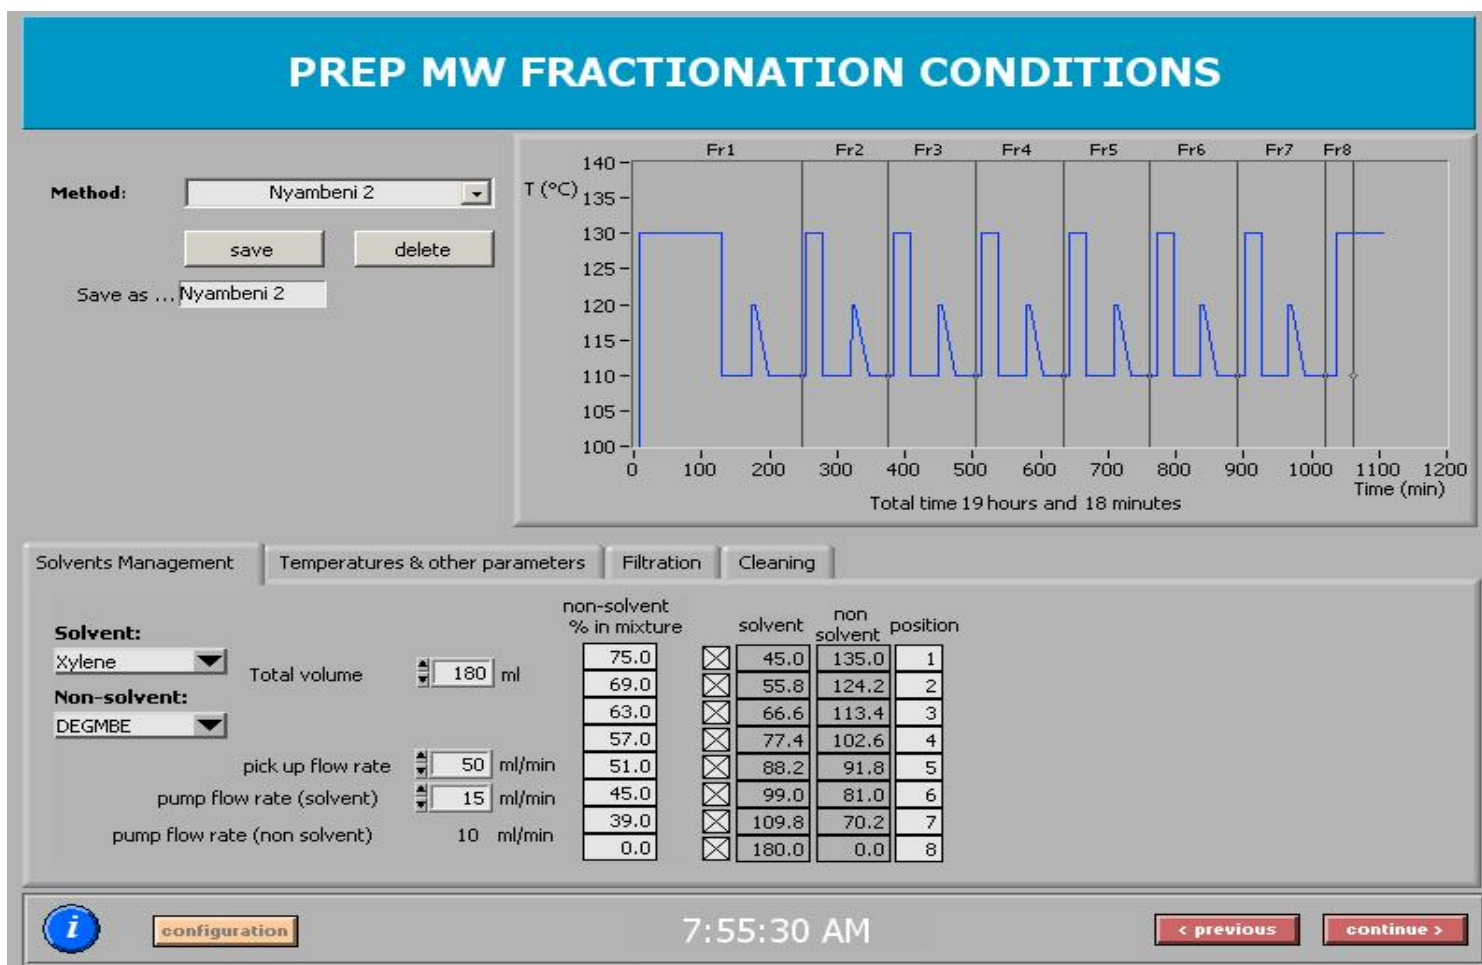 PREP MW FRACTIONATION CONDITIONS
Method: Nyambeni 2
save delete
Save as ... Nyambeni 2
Fr1 Fr2 Fr3 Fr4 Fr5 Fr6 Fr7 Fr8
T (°C)
140
135
130
125
120
115
110
105
100
0 100 200 300 400 500 600 700 800 900 1000 1100 1200
Time (min)
Total time 19 hours and 18 minutes
Solvents Management Temperatures & other parameters Filtration Cleaning
Solvent:
Xylene
Non-solvent:
DEGMBE
Total volume 180 ml
pick up flow rate 50 ml/min
pump flow rate (solvent) 15 ml/min
pump flow rate (non solvent) 10 ml/min
non-solvent
% in mixture
solvent
non
solvent
position
75.0 45.0 135.0 1
69.0 55.8 124.2 2
63.0 66.6 113.4 3
57.0 77.4 102.6 4
51.0 88.2 91.8 5
45.0 99.0 81.0 6
39.0 109.8 70.2 7
0.0 180.0 0.0 8
i configuration 7:55:30 AM < previous continue >